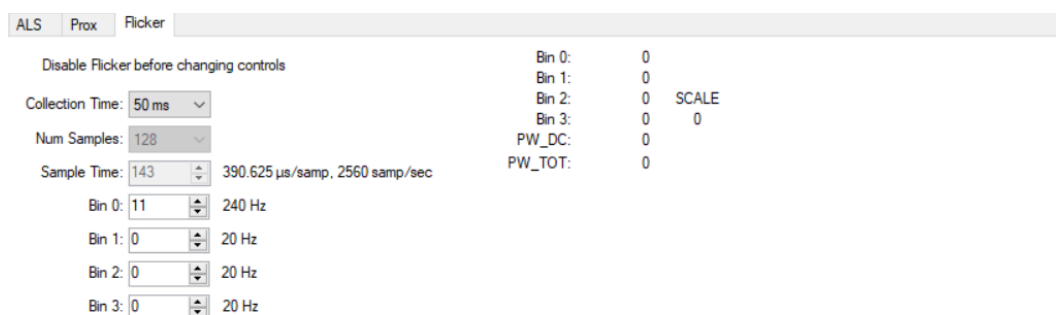 ALS Prox Flicker
Disable Flicker before changing controls
Collection Time: 50 ms
Num Samples: 128
Sample Time: 143 390.625 µs/samp, 2560 samp/sec
Bin 0: 11 240 Hz
Bin 1: 0 20 Hz
Bin 2: 0 20 Hz
Bin 3: 0 20 Hz
Bin 0: 0
Bin 1: 0
Bin 2: 0 SCALE
Bin 3: 0 0
PW_DC: 0
PW_TOT: 0